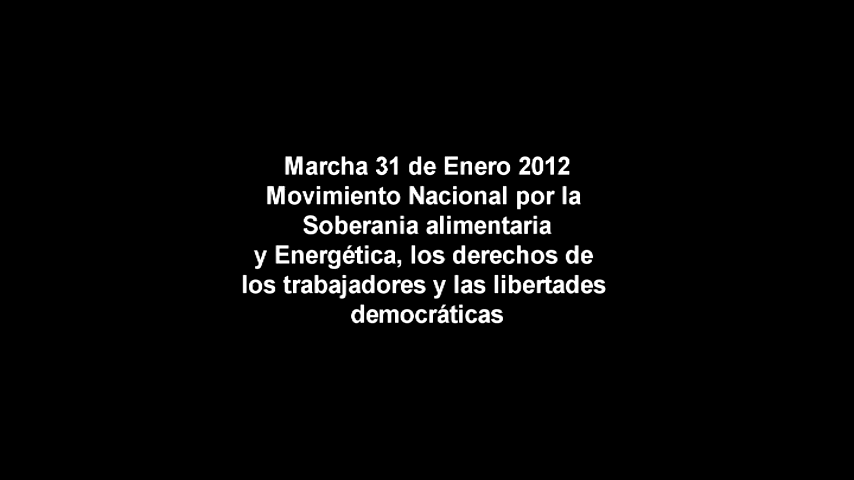 Marcha 31 de Enero 2012
Movimiento Nacional por la
Soberania alimentaria
y Energética, los derechos de
los trabajadores y las libertades
democráticas